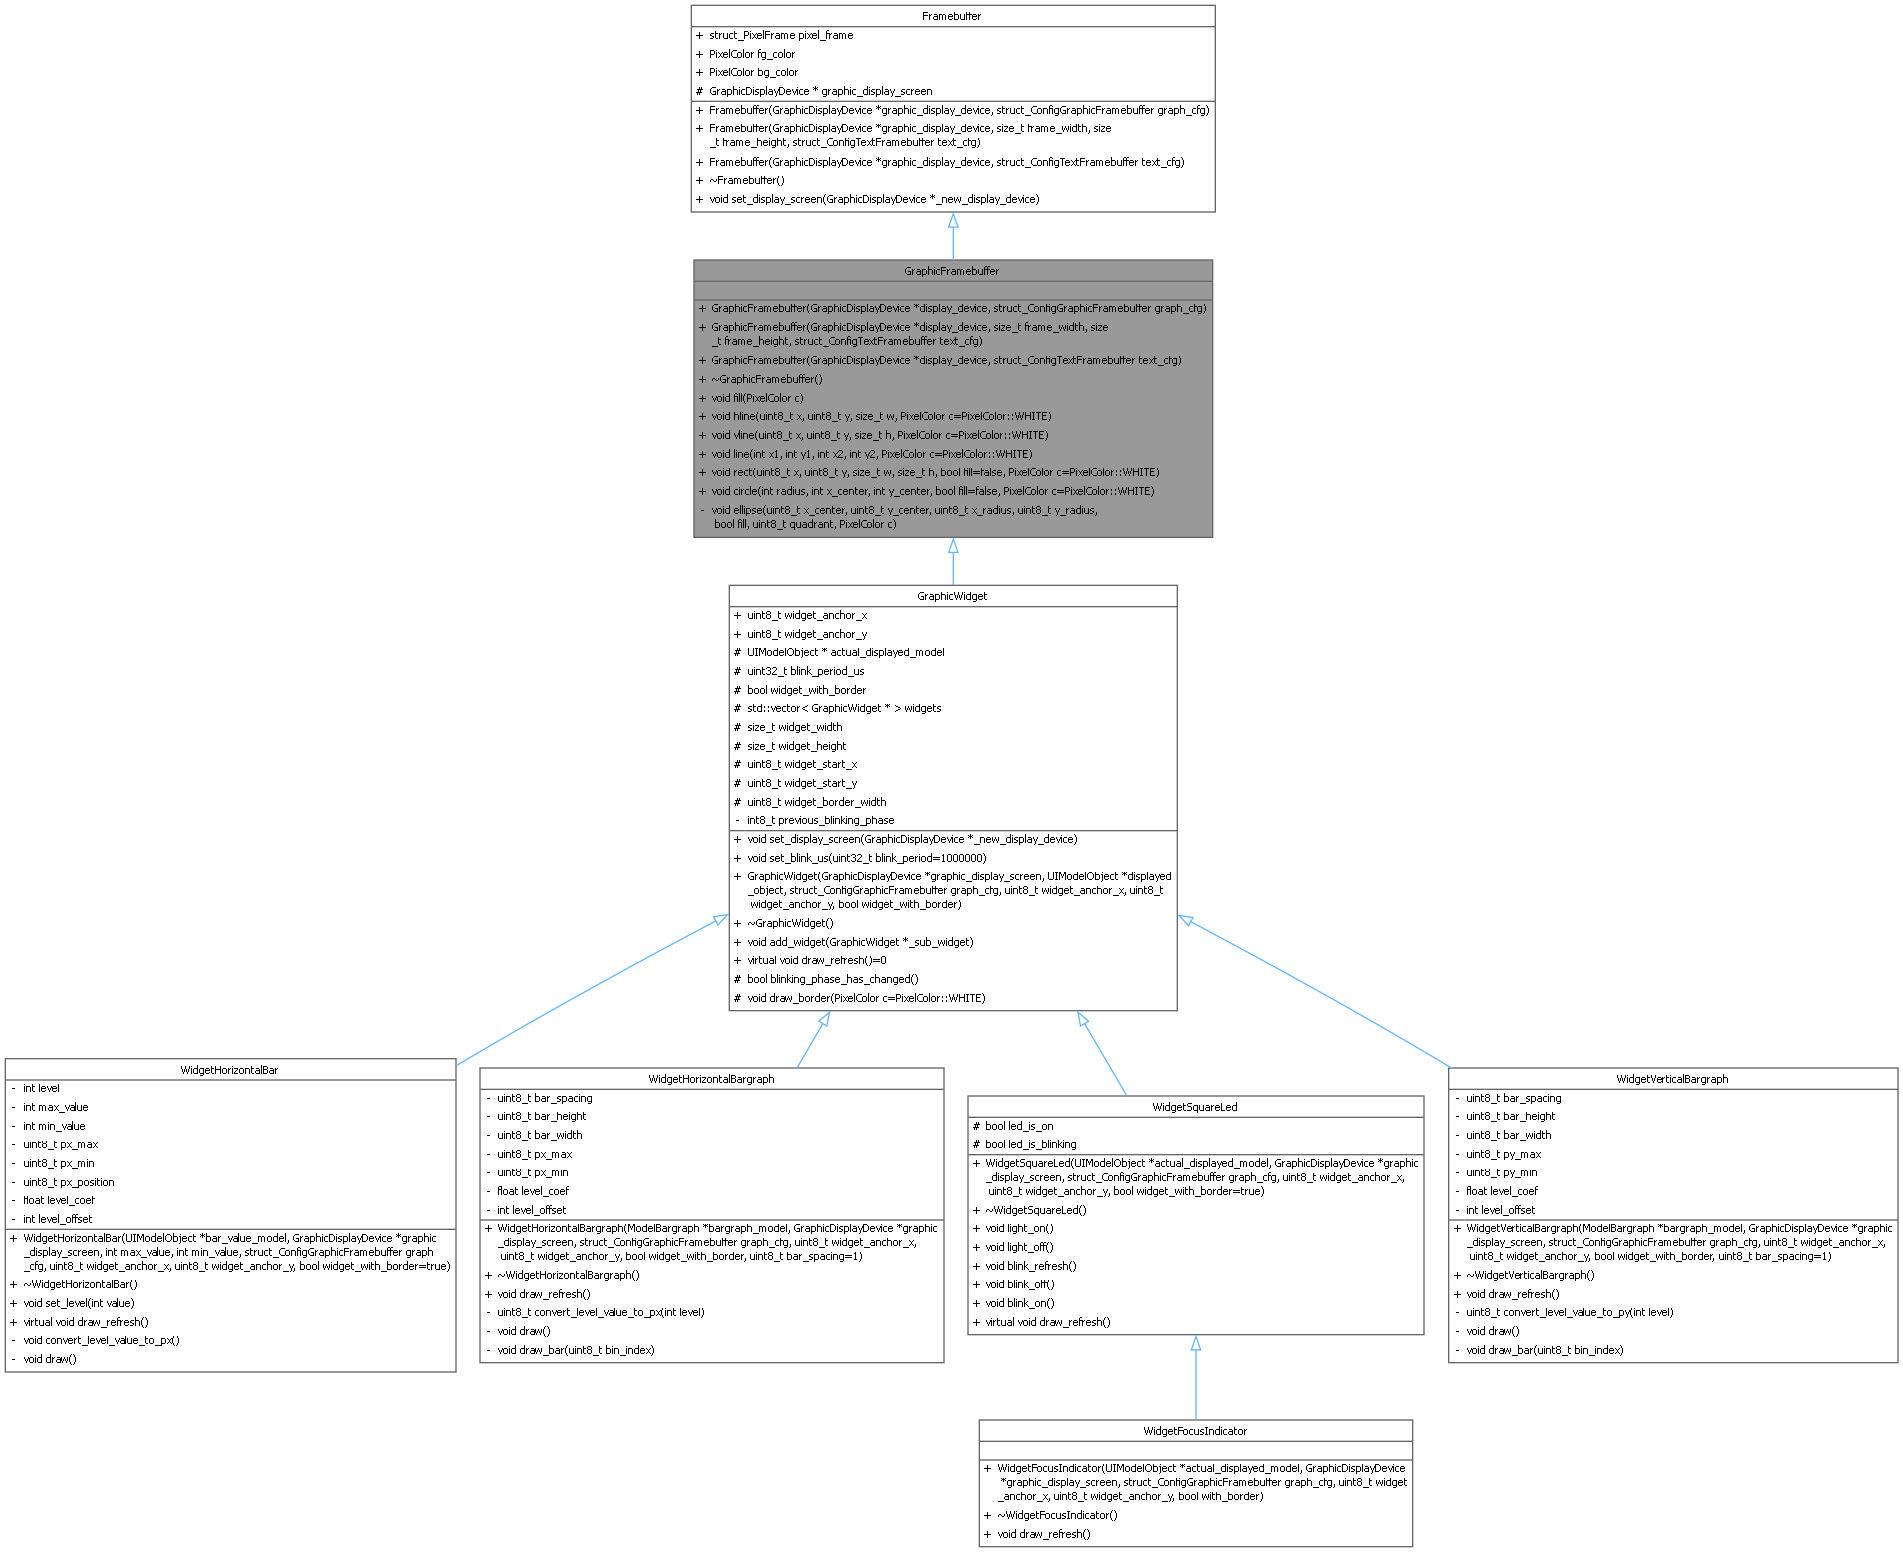 Framebuffer
+ struct_PixelFrame pixel_frame
+ PixelColor fg_color
+ PixelColor bg_color
# GraphicDisplayDevice * graphic_display_screen
+ Framebuffer(GraphicDisplayDevice *graphic_display_device, struct_ConfigGraphicFramebuffer graph_cfg)
+ Framebuffer(GraphicDisplayDevice *graphic_display_device, size_t frame_width, size
_t frame_height, struct_ConfigTextFramebuffer text_cfg)
+ Framebuffer(GraphicDisplayDevice *graphic_display_device, struct_ConfigTextFramebuffer text_cfg)
+ ~Framebuffer()
+ void set_display_screen(GraphicDisplayDevice *_new_display_device)
GraphicFramebuffer
+ GraphicFramebuffer(GraphicDisplayDevice *display_device, struct_ConfigGraphicFramebuffer graph_cfg)
+ GraphicFramebuffer(GraphicDisplayDevice *display_device, size_t frame_width, size
_t frame_height, struct_ConfigTextFramebuffer text_cfg)
+ GraphicFramebuffer(GraphicDisplayDevice *display_device, struct_ConfigTextFramebuffer text_cfg)
+ ~GraphicFramebuffer()
+ void fill(PixelColor c)
+ void hline(uint8_t x, uint8_t y, size_t w, PixelColor c=PixelColor::WHITE)
+ void vline(uint8_t x, uint8_t y, size_t h, PixelColor c=PixelColor::WHITE)
+ void line(int x1, int y1, int x2, int y2, PixelColor c=PixelColor::WHITE)
+ void rect(uint8_t x, uint8_t y, size_t w, size_t h, bool fill=false, PixelColor c=PixelColor::WHITE)
+ void circle(int radius, int x_center, int y_center, bool fill=false, PixelColor c=PixelColor::WHITE)
- void ellipse(uint8_t x_center, uint8_t y_center, uint8_t x_radius, uint8_t y_radius,
bool fill, uint8_t quadrant, PixelColor c)
GraphicWidget
+ uint8_t widget_anchor_x
+ uint8_t widget_anchor_y
# UIModelObject * actual_displayed_model
# uint32_t blink_period_us
# bool widget_with_border
# std::vector< GraphicWidget * > widgets
# size_t widget_width
# size_t widget_height
# uint8_t widget_start_x
# uint8_t widget_start_y
# uint8_t widget_border_width
- int8_t previous_blinking_phase
+ void set_display_screen(GraphicDisplayDevice *_new_display_device)
+ void set_blink_us(uint32_t blink_period=1000000)
+ GraphicWidget(GraphicDisplayDevice *graphic_display_screen, UIModelObject *displayed
_object, struct_ConfigGraphicFramebuffer graph_cfg, uint8_t widget_anchor_x, uint8_t
widget_anchor_y, bool widget_with_border)
+ ~GraphicWidget()
+ void add_widget(GraphicWidget *_sub_widget)
+ virtual void draw_refresh()=0
# bool blinking_phase_has_changed()
# void draw_border(PixelColor c=PixelColor::WHITE)
WidgetHorizontalBar
- int level
- int max_value
- int min_value
- uint8_t px_max
- uint8_t px_min
- uint8_t px_position
- float level_coef
- int level_offset
+ WidgetHorizontalBar(UIModelObject *bar_value_model, GraphicDisplayDevice *graphic
_display_screen, int max_value, int min_value, struct_ConfigGraphicFramebuffer graph
_cfg, uint8_t widget_anchor_x, uint8_t widget_anchor_y, bool widget_with_border=true)
+ ~WidgetHorizontalBar()
+ void set_level(int value)
+ virtual void draw_refresh()
- void convert_level_value_to_px()
- void draw()
WidgetHorizontalBargraph
- uint8_t bar_spacing
- uint8_t bar_height
- uint8_t bar_width
- uint8_t px_max
- uint8_t px_min
- float level_coef
- int level_offset
+ WidgetHorizontalBargraph(ModelBargraph *bargraph_model, GraphicDisplayDevice *graphic
_display_screen, struct_ConfigGraphicFramebuffer graph_cfg, uint8_t widget_anchor_x,
uint8_t widget_anchor_y, bool widget_with_border, uint8_t bar_spacing=1)
+ ~WidgetHorizontalBargraph()
+ void draw_refresh()
- uint8_t convert_level_value_to_px(int level)
- void draw()
- void draw_bar(uint8_t bin_index)
WidgetSquareLed
# bool led_is_on
# bool led_is_blinking
+ WidgetSquareLed(UIModelObject *actual_displayed_model, GraphicDisplayDevice *graphic
_display_screen, struct_ConfigGraphicFramebuffer graph_cfg, uint8_t widget_anchor_x,
uint8_t widget_anchor_y, bool widget_with_border=true)
+ ~WidgetSquareLed()
+ void light_on()
+ void light_off()
+ void blink_refresh()
+ void blink_off()
+ void blink_on()
+ virtual void draw_refresh()
WidgetVerticalBargraph
- uint8_t bar_spacing
- uint8_t bar_height
- uint8_t bar_width
- uint8_t py_max
- uint8_t py_min
- float level_coef
- int level_offset
+ WidgetVerticalBargraph(ModelBargraph *bargraph_model, GraphicDisplayDevice *graphic
_display_screen, struct_ConfigGraphicFramebuffer graph_cfg, uint8_t widget_anchor_x,
uint8_t widget_anchor_y, bool widget_with_border, uint8_t bar_spacing=1)
+ ~WidgetVerticalBargraph()
+ void draw_refresh()
- uint8_t convert_level_value_to_py(int level)
- void draw()
- void draw_bar(uint8_t bin_index)
WidgetFocusIndicator
+ WidgetFocusIndicator(UIModelObject *actual_displayed_model, GraphicDisplayDevice
*graphic_display_screen, struct_ConfigGraphicFramebuffer graph_cfg, uint8_t widget
_anchor_x, uint8_t widget_anchor_y, bool with_border)
+ ~WidgetFocusIndicator()
+ void draw_refresh()